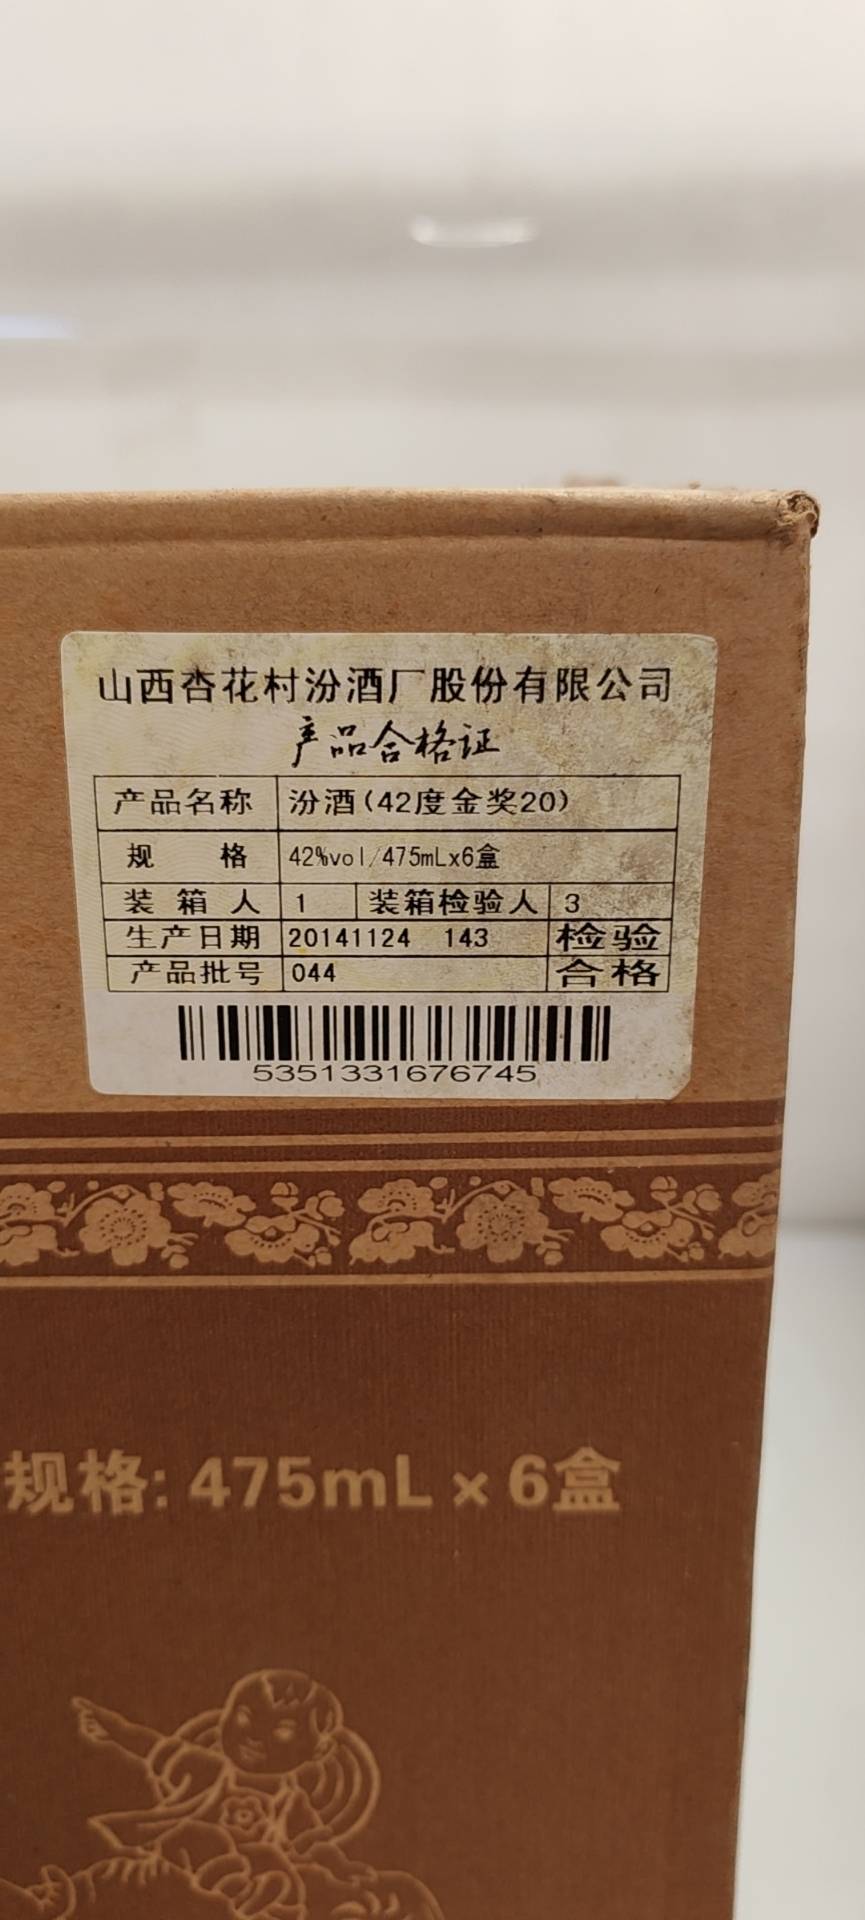 山西杏花村汾酒厂股份有限公司
产品合格证
产品名称 汾酒(42度金奖20)
规 格 42%vol/475mLx6盒
装箱人 1 装箱检验人 3
生产日期 20141124 143 检验
产品批号 044 合格
5351331676745
规格: 475mL×6盒